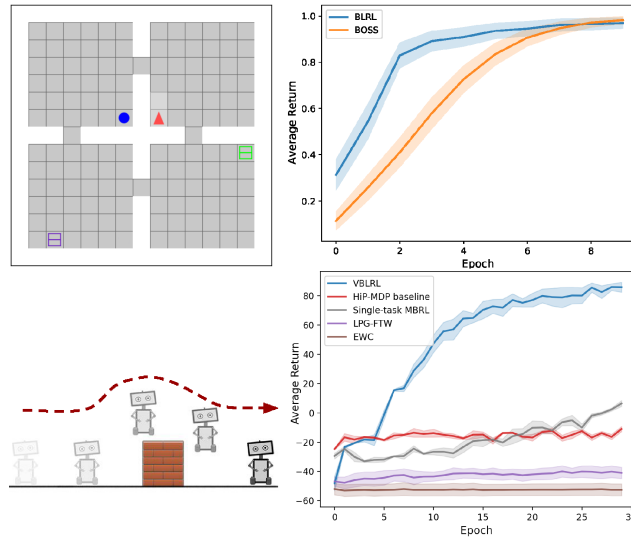 BLRL
BOSS
Average Return
1.0
0.8
0.6
0.4
0.2
0 2 4 6 8
Epoch
VBLRL
HiP-MDP baseline
Single-task MBRL
LPG-FTW
EWC
Average Return
80
60
40
20
0
−20
−40
−60
0 5 10 15 20 25
Epoch